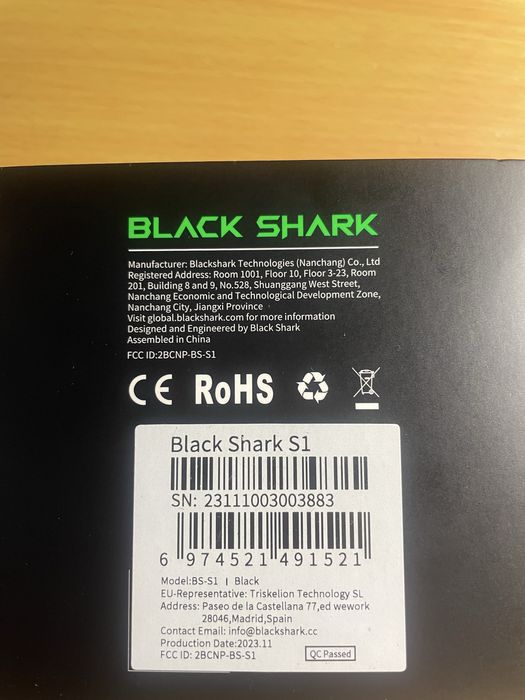 BLACK SHARK
Manufacturer: Blackshark Technologies (Nanchang) Co., Ltd
Registered Address: Room 1001, Floor 10, Floor 3-23, Room
201, Building 8 and 9, No.528, Shuanggang West Street,
Nanchang Economic and Technological Development Zone,
Nanchang City, Jiangxi Province
Visit global.blackshark.com for more information
Designed and Engineered by Black Shark
Assembled in China
FCC ID:2BCNP-BS-S1
CE RoHS
Black Shark S1
SN: 23111003003883
6 974521 491521
Model:BS-S1 | Black
EU-Representative: Triskelion Technology SL
Address: Paseo de la Castellana 77,ed wework
28046,Madrid,Spain
Contact Email: info@blackshark.cc
Production Date:2023.11
FCC ID: 2BCNP-BS-S1
QC Passed